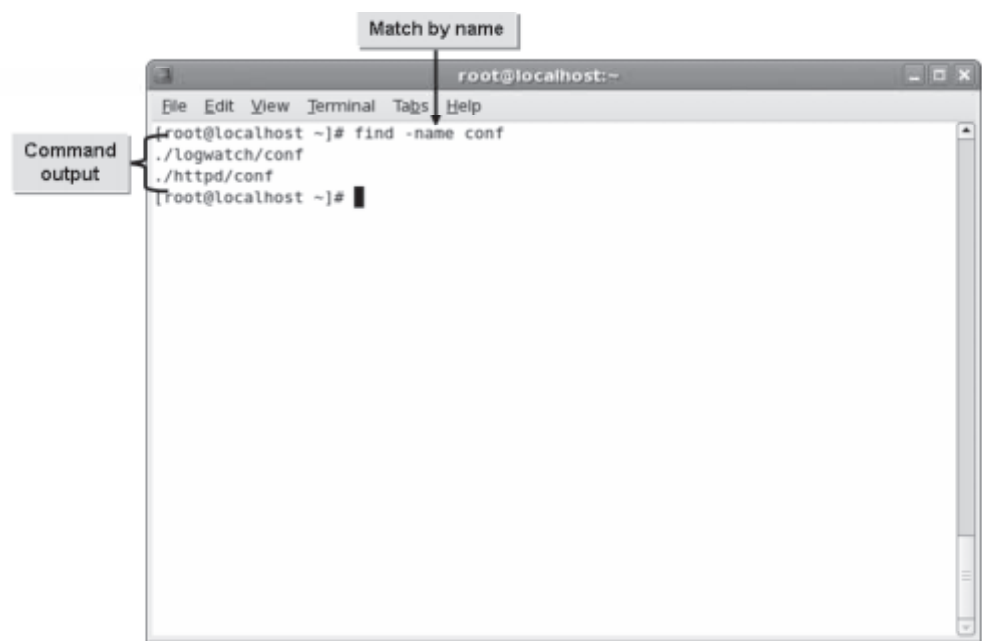 Match by name
root@localhost:~
File Edit View Terminal Tabs Help
Command
output
[root@localhost ~]# find -name conf
./logwatch/conf
./httpd/conf
[root@localhost ~]#